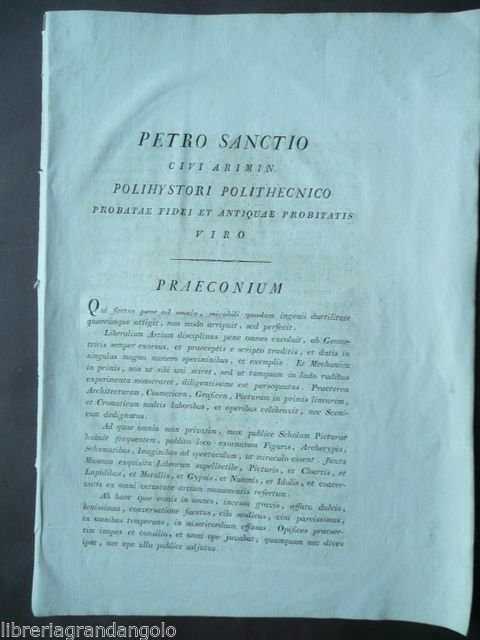 PETRO SANCTIO
CIVI ARIMIN.
POLIHYSTORI POLITHECNICO
PROBATAE FIDEI ET ANTIQUAE PROBITATIS
VIRO
PRAECONIUM
Qui fortus pene ad omnia, mirabili quodam ingenii ductilitate
quaecumque attigit, non modo arripuit, sed perfecit.
Liberalium Artium disciplinas pene omnes excoluit, ab Geome-
tricis semper exorsus, et praeceptis e scripto traditis, et datis in
singulas magno numero speciminibus, et exemplis. Et Mechanica
in primis, non ut sibi uni sciret, sed ut tamquam in ludo rudibus
experimenta monstraret, diligentissime est persequutus. Praeterea
Architecturam, Cosmeticen, Graficen, Picturam in primis linearem,
et Cromaticam multis laboribus, et operibus celebravit, nec Sceni-
cam dedignatus.
Ad quae omnia mox privatim, mox publice Scholam Picturae
habuit frequentem, publico loco exornatam Figuris, Archetypis,
Schematibus, Imaginibus ad spectaculum, ut miraculo essent. Juxta
Museum exquisita Librorum supellectile, Picturis, et Chartis, et
Lapidibus, et Metallis, et Gypsis, et Nummis, et Idolis, et coacer-
vatis ex omni vetustate artium monumentis refertum.
Ah haec ipse comis in omnes, incessu gravis, affatu dulcis,
lenissimus, conversatione facetus, cibi modicus, vini parcissimus,
in omnibus temperans, in misericordiam effusus. Opifices praeser-
tim inopes et consilio, et omni ope juvabat; quamquam nec dives
ipse, nec ope ulla publice adjutus.
libreriagrandangolo